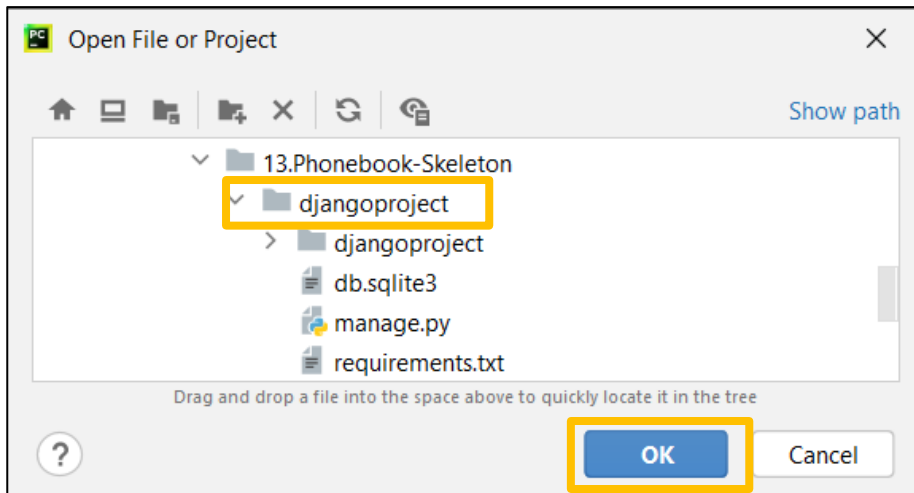 PC
Open File or Project
Show path
13.Phonebook-Skeleton
djangoproject
djangoproject
db.sqlite3
manage.py
requirements.txt
Drag and drop a file into the space above to quickly locate it in the tree
?
OK
Cancel